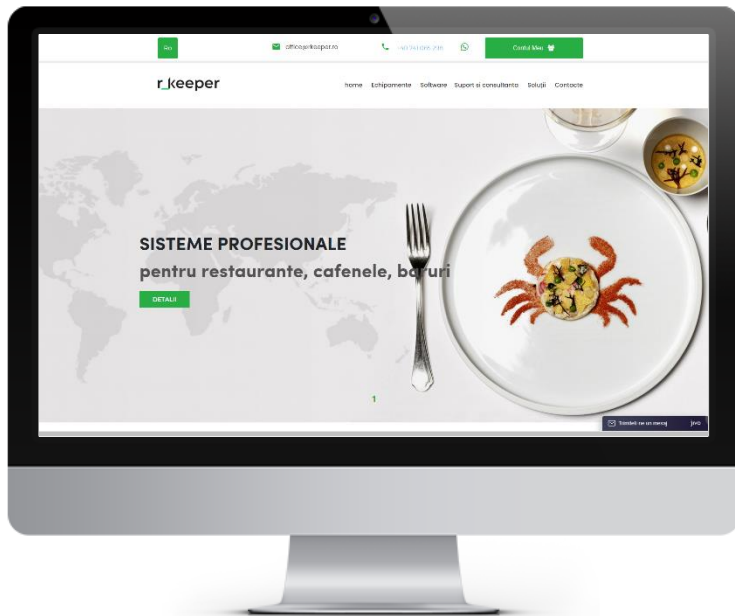 Ro
office@rkeeper.ro
Contul Meu
r_keeper
home Echipamente Software Suport si consultanta Soluții Contacte
SISTEME PROFESIONALE
pentru restaurante, cafenele, baruri
DETALII
1
Trimiteți-ne un mesaj jivo